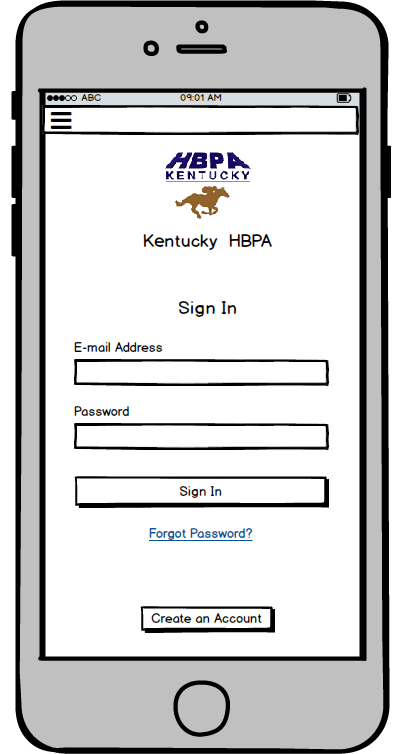 ABC 09:01 AM
HBPA
KENTUCKY
Kentucky HBPA
Sign In
E-mail Address
Password
Sign In
Forgot Password?
Create an Account